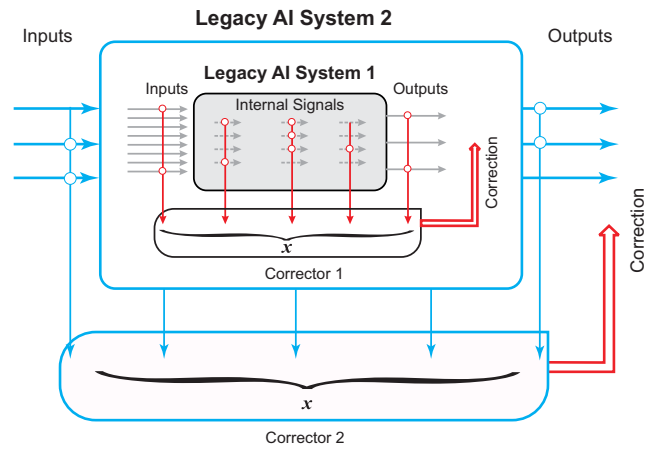 Legacy AI System 2
Inputs
Outputs
Legacy AI System 1
Inputs
Outputs
Internal Signals
Correction
x
Corrector 1
Correction
x
Corrector 2